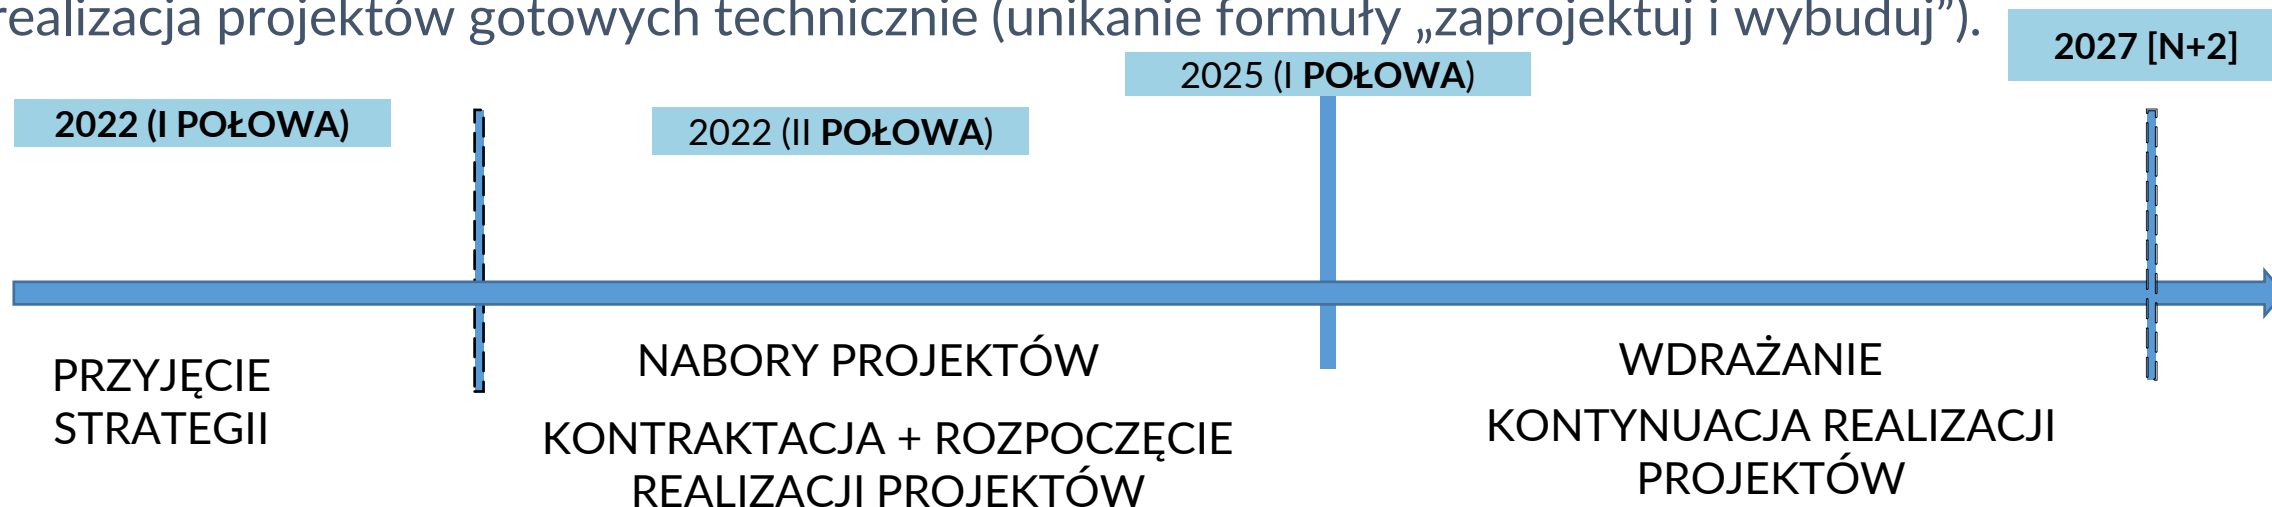 realizacja projektów gotowych technicznie (unikanie formuły „zaprojektuj i wybuduj”).
2027 [N+2]
2025 (I POŁOWA)
2022 (I POŁOWA)
2022 (II POŁOWA)
PRZYJĘCIE
STRATEGII
NABORY PROJEKTÓW
KONTRAKTACJA + ROZPOCZĘCIE
REALIZACJI PROJEKTÓW
WDRAŻANIE
KONTYNUACJA REALIZACJI
PROJEKTÓW